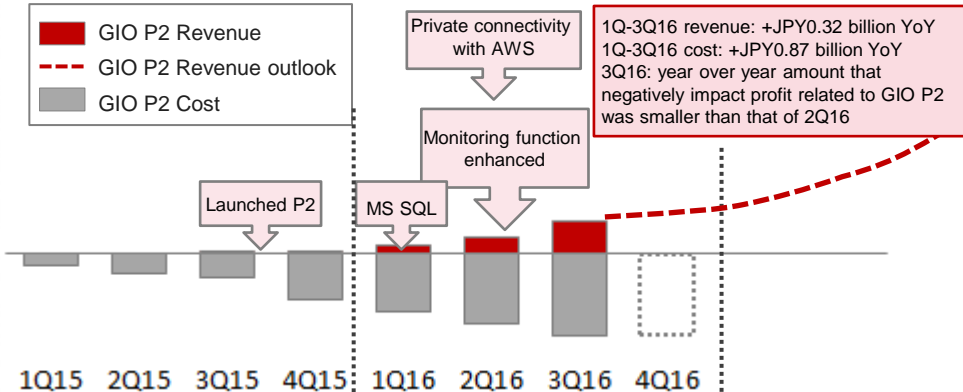 GIO P2 Revenue
GIO P2 Revenue outlook
GIO P2 Cost
Private connectivity
with AWS
1Q-3Q16 revenue: +JPY0.32 billion YoY
1Q-3Q16 cost: +JPY0.87 billion YoY
3Q16: year over year amount that
negatively impact profit related to GIO P2
was smaller than that of 2Q16
Monitoring function
enhanced
Launched P2
MS SQL
1Q15 2Q15 3Q15 4Q15 1Q16 2Q16 3Q16 4Q16